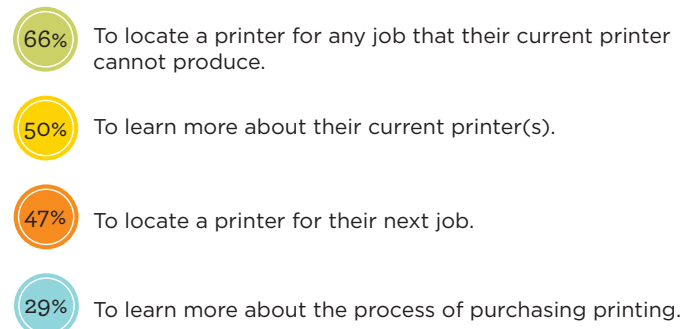 66% To locate a printer for any job that their current printer
cannot produce.
50% To learn more about their current printer(s).
47% To locate a printer for their next job.
29% To learn more about the process of purchasing printing.